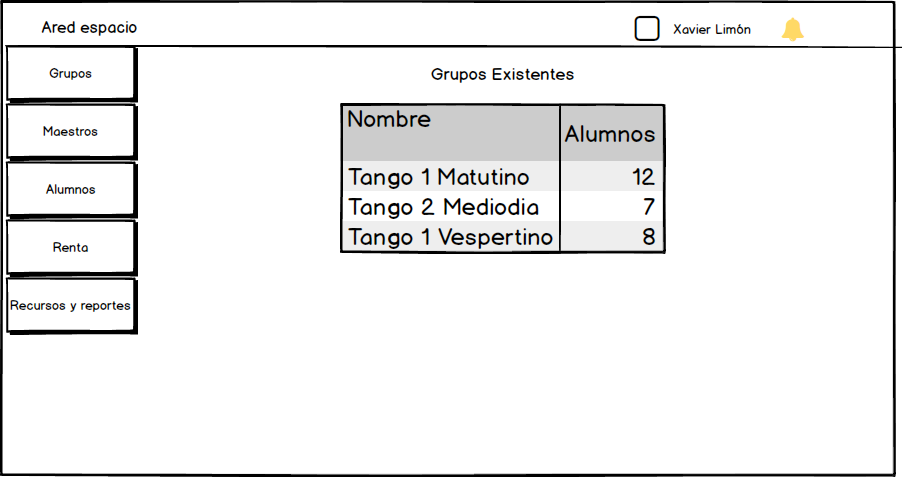 Ared espacio
Xavier Limón
Grupos
Maestros
Alumnos
Renta
Recursos y reportes
Grupos Existentes
Nombre Alumnos
Tango 1 Matutino 12
Tango 2 Mediodia 7
Tango 1 Vespertino 8